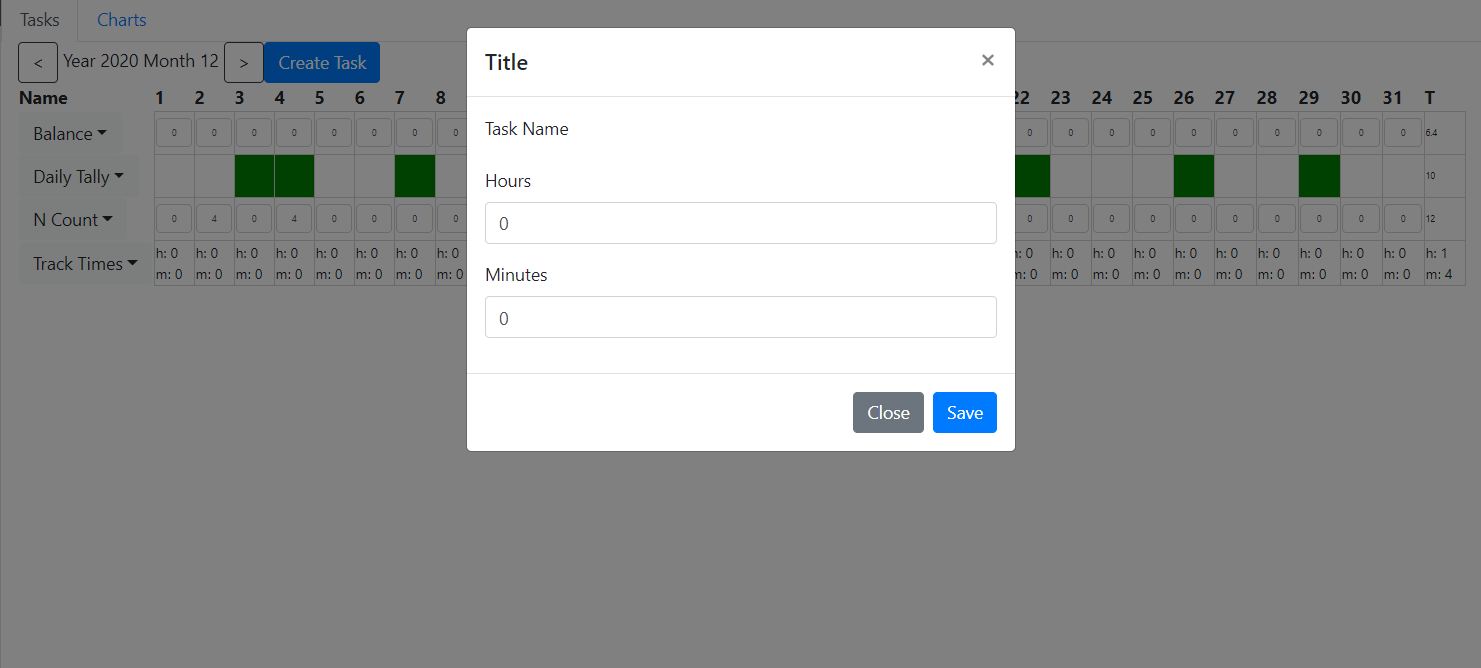 Tasks Charts
< Year 2020 Month 12 > Create Task
Name 1 2 3 4 5 6 7 8 22 23 24 25 26 27 28 29 30 31 T
Balance 0 0 0 0 0 0 0 0 0 0 0 0 0 0 0 0 0 0 6.4
Daily Tally 10
N Count 0 4 0 4 0 0 0 0 0 0 0 0 0 0 0 0 0 0 12
Track Times h: 0 h: 0 h: 0 h: 0 h: 0 h: 0 h: 0 h: 0 h: 0 h: 0 h: 0 h: 0 h: 0 h: 0 h: 0 h: 0 h: 0 h: 0 h: 1
m: 0 m: 0 m: 0 m: 0 m: 0 m: 0 m: 0 m: 0 m: 0 m: 0 m: 0 m: 0 m: 0 m: 0 m: 0 m: 0 m: 0 m: 0 m: 4
Title ×
Task Name
Hours
0
Minutes
0
Close Save